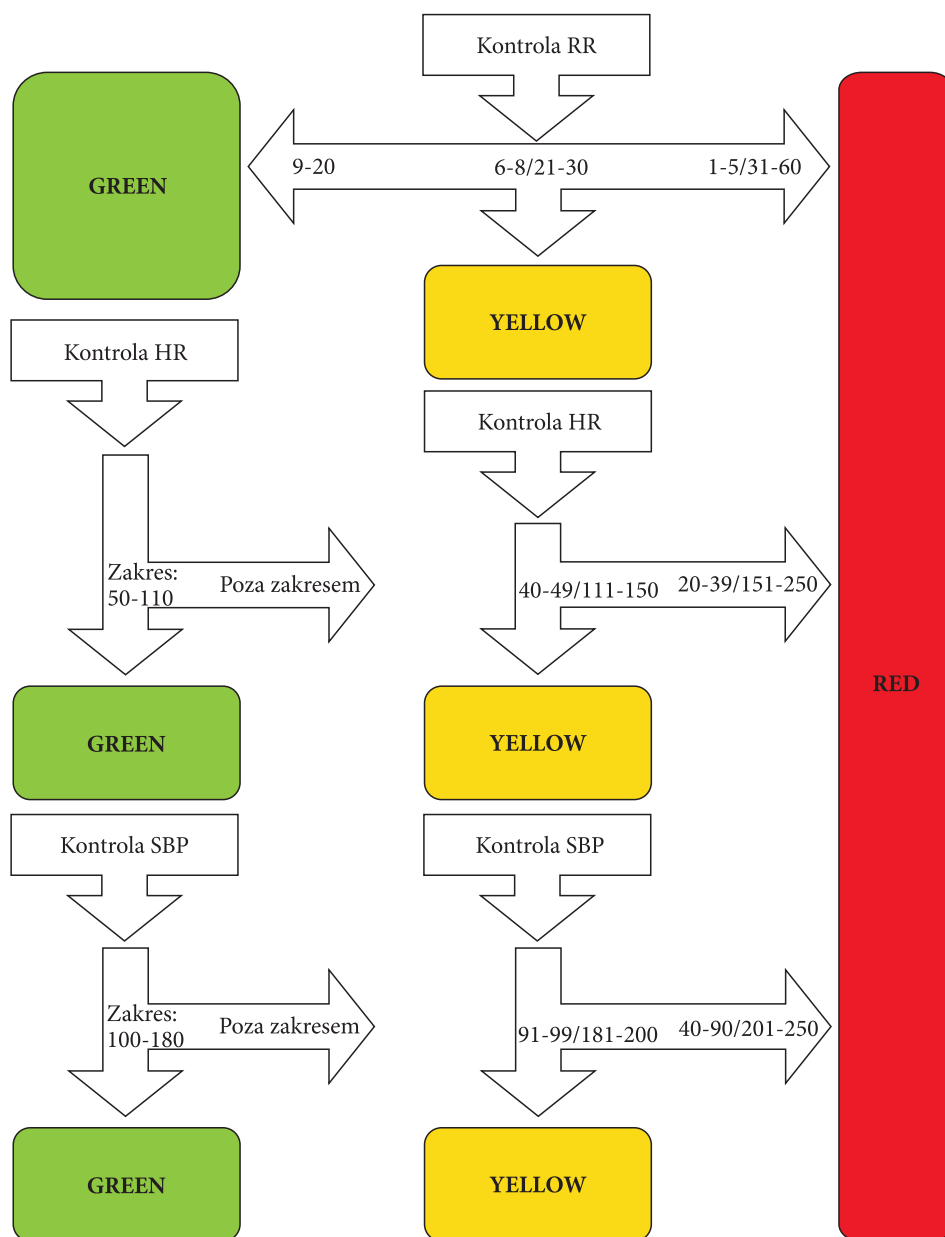 Kontrola RR
9-20
6-8/21-30
1-5/31-60
GREEN
YELLOW
Kontrola HR
Kontrola HR
Zakres:
50-110
Poza zakresem
40-49/111-150
20-39/151-250
RED
GREEN
YELLOW
Kontrola SBP
Kontrola SBP
Zakres:
100-180
Poza zakresem
91-99/181-200
40-90/201-250
GREEN
YELLOW